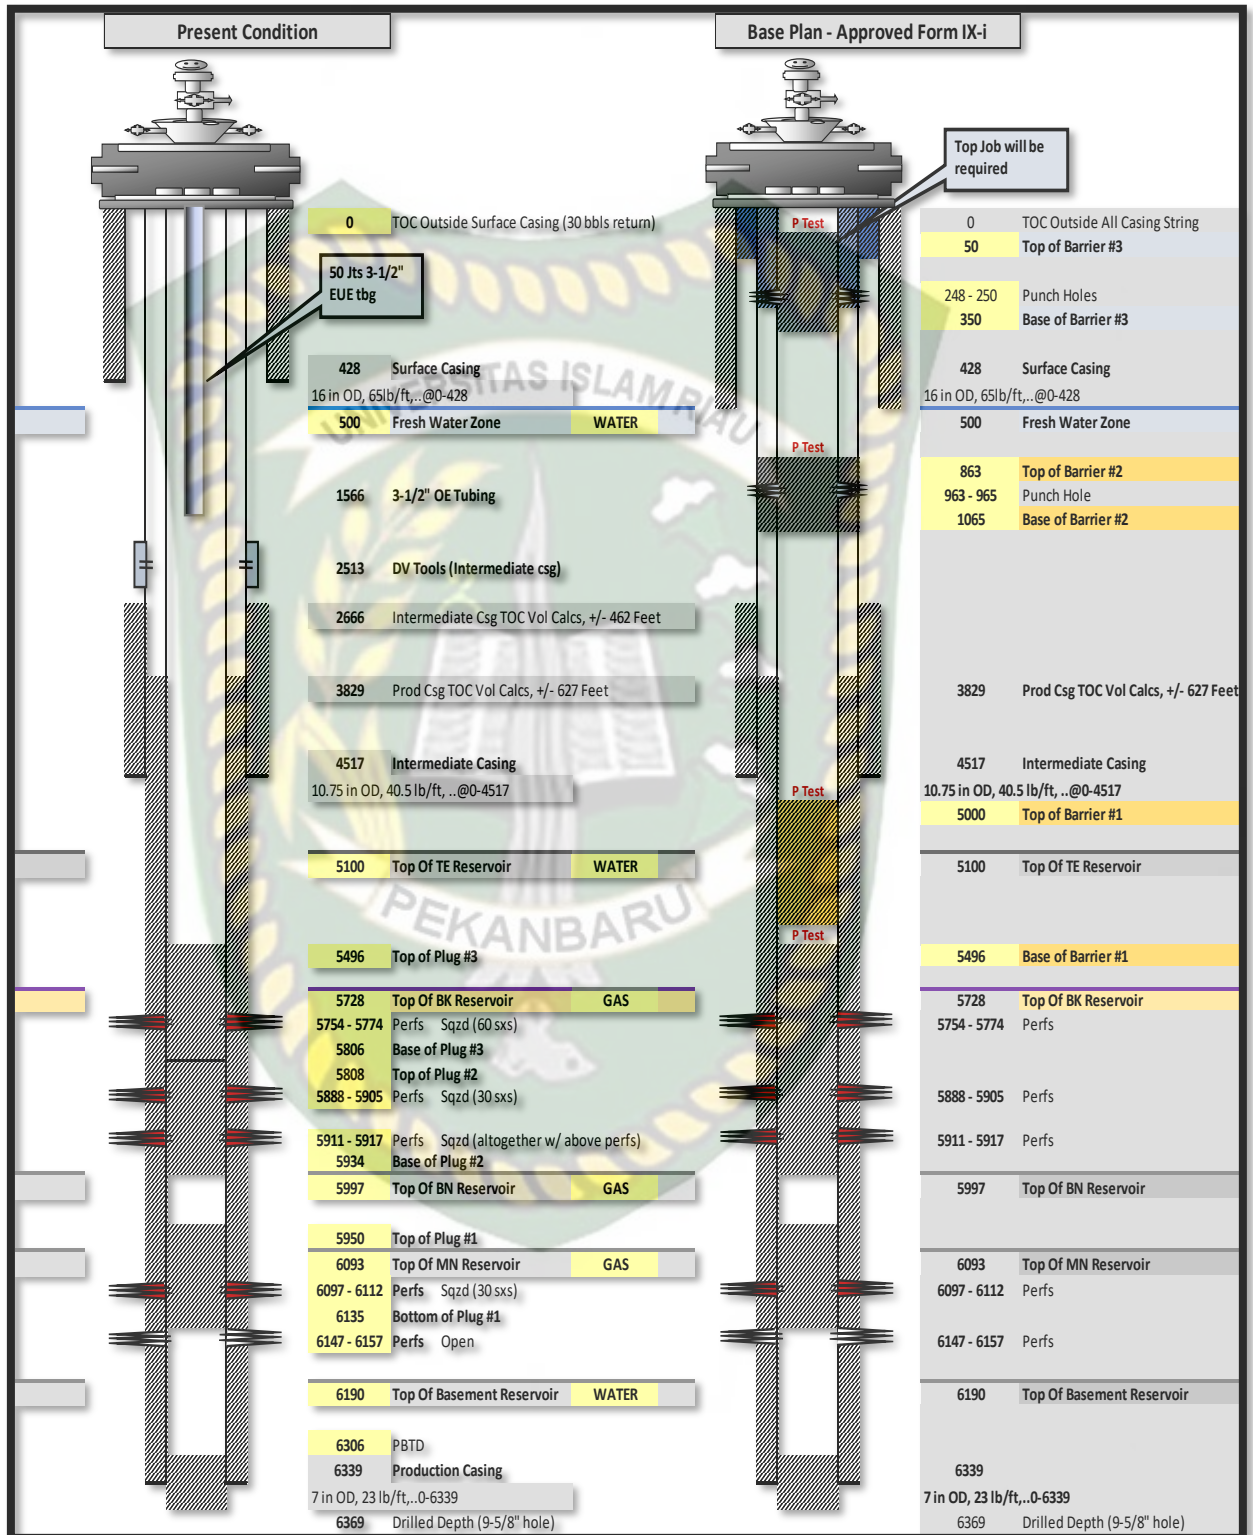 Present Condition
Base Plan - Approved Form IX-i
Top Job will be
required
0 TOC Outside Surface Casing (30 bbls return)
50 Jts 3-1/2"
EUE tbg
428 Surface Casing
16 in OD, 65lb/ft,..@0-428
500 Fresh Water Zone WATER
1566 3-1/2" OE Tubing
2513 DV Tools (Intermediate csg)
2666 Intermediate Csg TOC Vol Calcs, +/- 462 Feet
3829 Prod Csg TOC Vol Calcs, +/- 627 Feet
4517 Intermediate Casing
10.75 in OD, 40.5 lb/ft, ..@0-4517
5100 Top Of TE Reservoir WATER
5496 Top of Plug #3
5728 Top Of BK Reservoir GAS
5754 - 5774 Perfs Sqzd (60 sxs)
5806 Base of Plug #3
5808 Top of Plug #2
5888 - 5905 Perfs Sqzd (30 sxs)
5911 - 5917 Perfs Sqzd (altogether w/ above perfs)
5934 Base of Plug #2
5997 Top Of BN Reservoir GAS
5950 Top of Plug #1
6093 Top Of MN Reservoir GAS
6097 - 6112 Perfs Sqzd (30 sxs)
6135 Bottom of Plug #1
6147 - 6157 Perfs Open
6190 Top Of Basement Reservoir WATER
6306 PBTD
6339 Production Casing
7 in OD, 23 lb/ft,..0-6339
6369 Drilled Depth (9-5/8" hole)
P Test
P Test
P Test
P Test
0 TOC Outside All Casing String
50 Top of Barrier #3
248 - 250 Punch Holes
350 Base of Barrier #3
428 Surface Casing
16 in OD, 65lb/ft,..@0-428
500 Fresh Water Zone
863 Top of Barrier #2
963 - 965 Punch Hole
1065 Base of Barrier #2
3829 Prod Csg TOC Vol Calcs, +/- 627 Feet
4517 Intermediate Casing
10.75 in OD, 40.5 lb/ft, ..@0-4517
5000 Top of Barrier #1
5100 Top Of TE Reservoir
5496 Base of Barrier #1
5728 Top Of BK Reservoir
5754 - 5774 Perfs
5888 - 5905 Perfs
5911 - 5917 Perfs
5997 Top Of BN Reservoir
6093 Top Of MN Reservoir
6097 - 6112 Perfs
6147 - 6157 Perfs
6190 Top Of Basement Reservoir
6339
7 in OD, 23 lb/ft,..0-6339
6369 Drilled Depth (9-5/8" hole)
UNIVERSITAS ISLAM RIAU
PEKANBARU